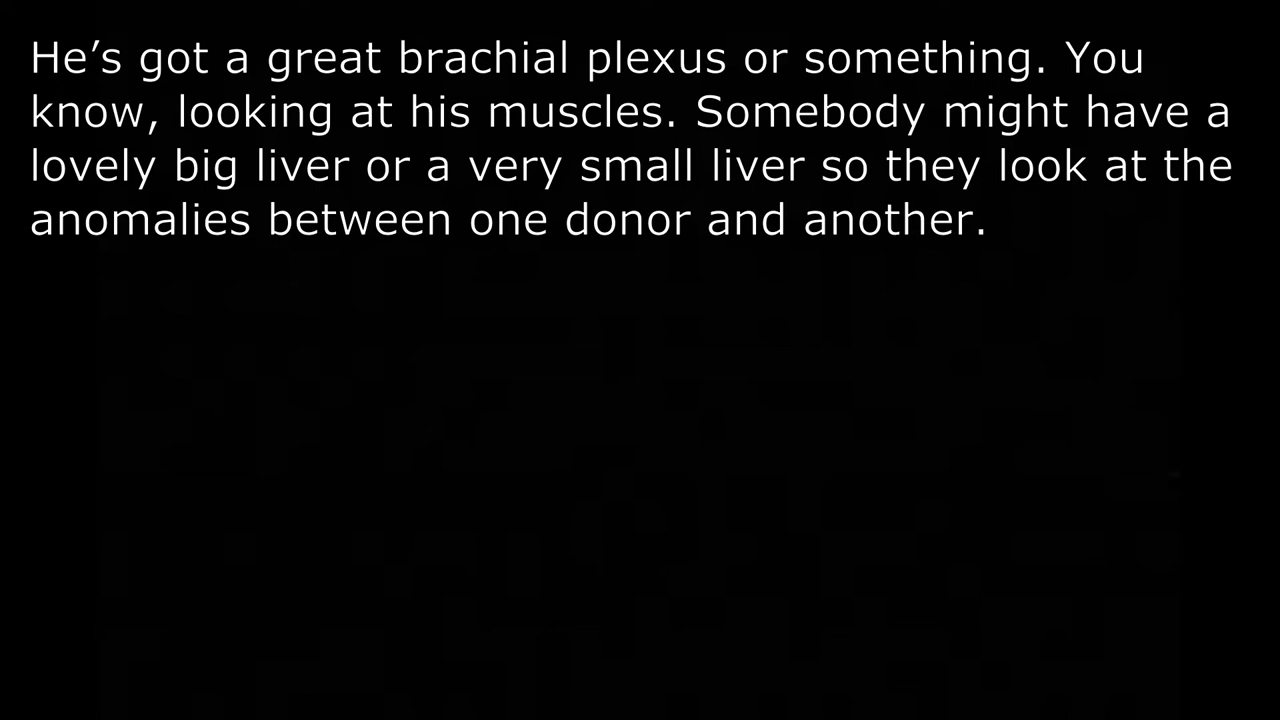 He’s got a great brachial plexus or something. You
know, looking at his muscles. Somebody might have a
lovely big liver or a very small liver so they look at the
anomalies between one donor and another.